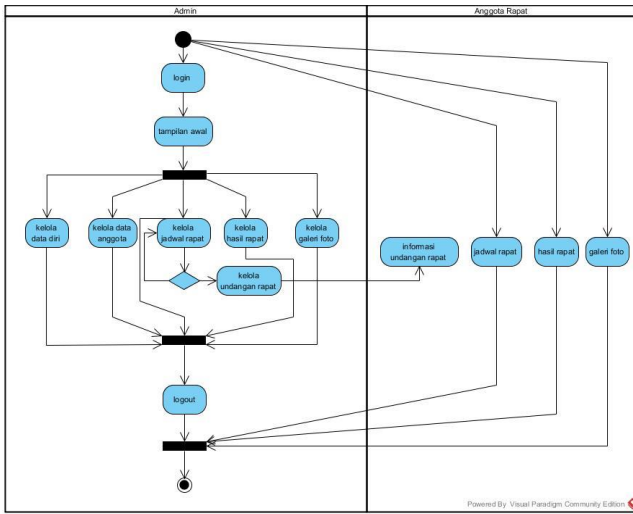 Admin
Anggota Rapat
login
tampilan awal
kelola
data diri
kelola data
anggota
kelola
jadwal rapat
kelola
hasil rapat
kelola
galeri foto
informasi
undangan rapat
jadwal rapat
hasil rapat
galeri foto
kelola
undangan rapat
logout
Powered By Visual Paradigm Community Edition